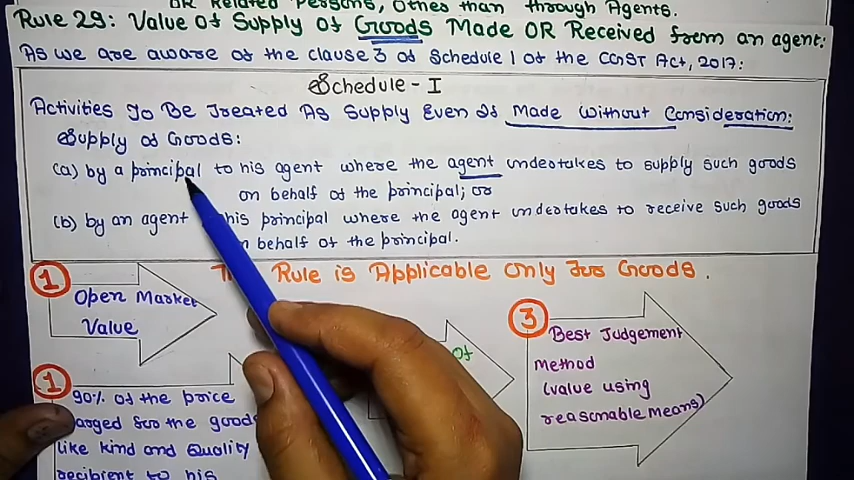 OR Related Persons, Other than through Agents.
Rule 29: Value Of Supply Of Goods Made OR Received from an agent:
As we are aware of the clause 3 of Schedule 1 of the CGST Act, 2017:
Schedule - I
Activities To Be Treated As Supply Even If Made Without Consideration:
Supply of Goods:
(a) by a principal to his agent where the agent undertakes to supply such goods
on behalf of the principal; or
(b) by an agent his principal where the agent undertakes to receive such goods
behalf of the principal.
Rule is Applicable Only For Goods.
1
Open Market
Value
Of
3
Best Judgement
Method
(value using
reasonable means)
1
90% of the price
for the goods
like kind and Quality
recipient to his